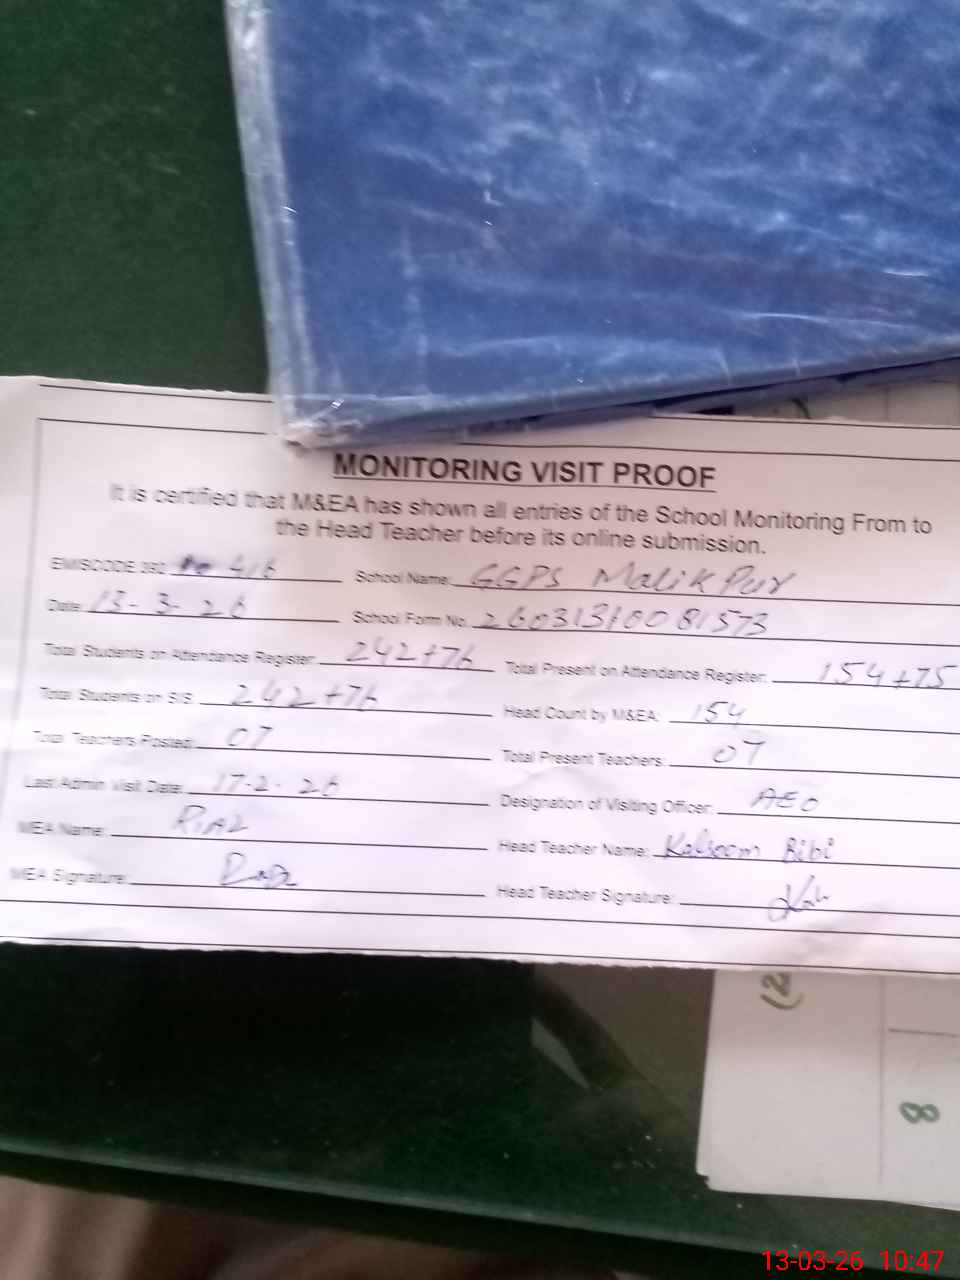 MONITORING VISIT PROOF
It is certified that M&EA has shown all entries of the School Monitoring From to
the Head Teacher before its online submission.
EMISCODE 392 416 School Name: GGPS Malik Pur
Date: 13-3-26 School Form No. 26031310081573
Total Students on Attendance Register: 242+76 Total Present on Attendance Register: 154+75
Total Students on SIS: 242+76 Head Count by M&EA: 154
Total Teachers Posted: 07 Total Present Teachers: 07
Last Admin Visit Date: 17-2-26 Designation of Visiting Officer: AEO
MEA Name: Riaz Head Teacher Name: Kalsoom Bibi
MEA Signature: Head Teacher Signature:
(2
8
13-03-26 10:47